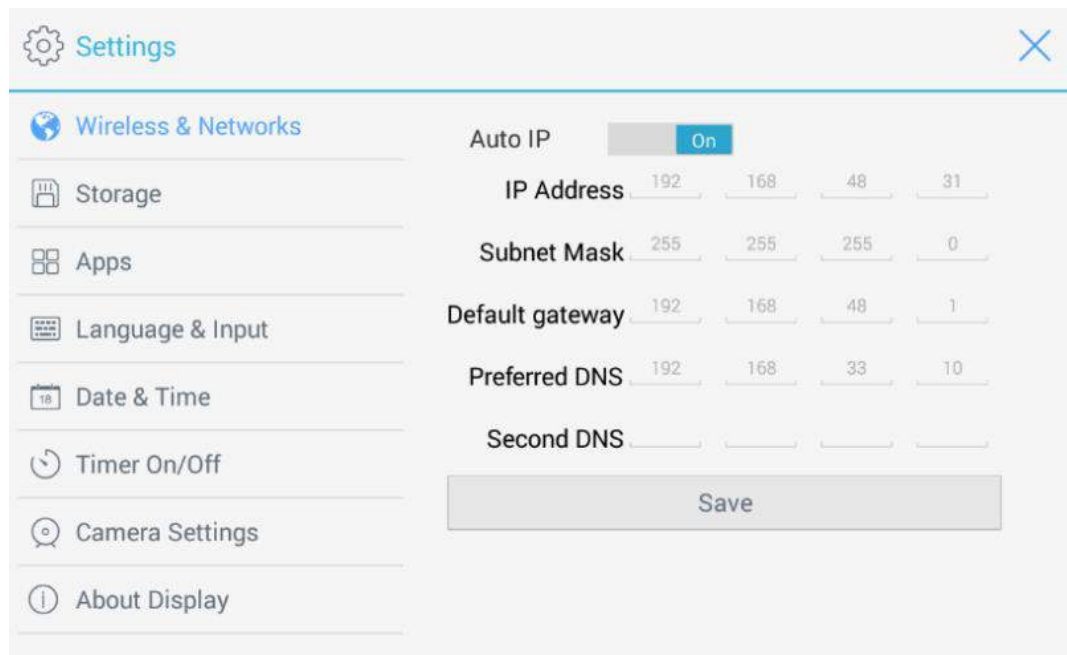 Settings
Wireless & Networks
Storage
Apps
Language & Input
18
Date & Time
Timer On/Off
Camera Settings
About Display
Auto IP On
IP Address 192 168 48 31
Subnet Mask 255 255 255 0
Default gateway 192 168 48 1
Preferred DNS 192 168 33 10
Second DNS
Save